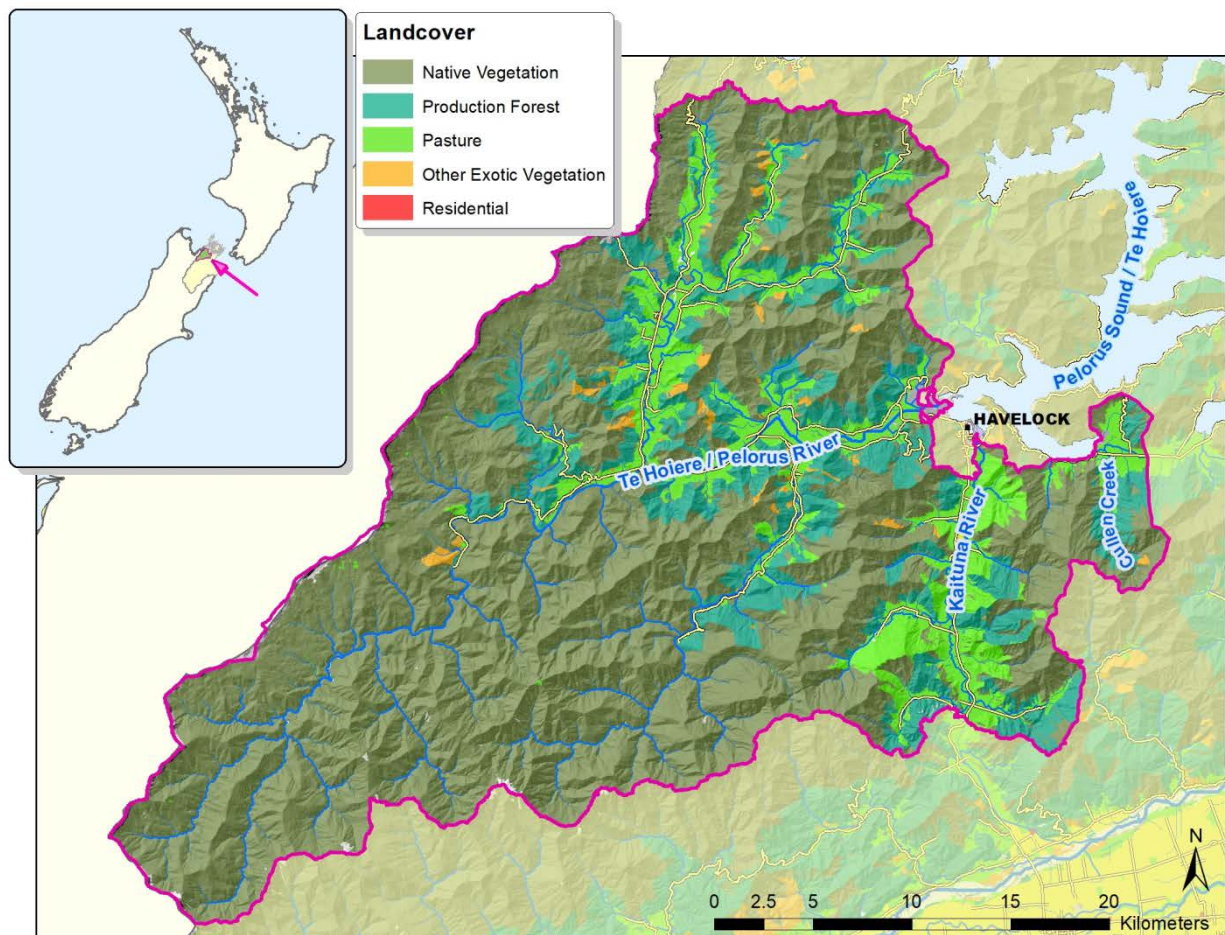 Landcover
Native Vegetation
Production Forest
Pasture
Other Exotic Vegetation
Residential
Pelorus Sound / Te Hoiere
HAVELOCK
Te Hoiere / Pelorus River
Kaituna River
Cullen Creek
N
0 2.5 5 10 15 20
Kilometers